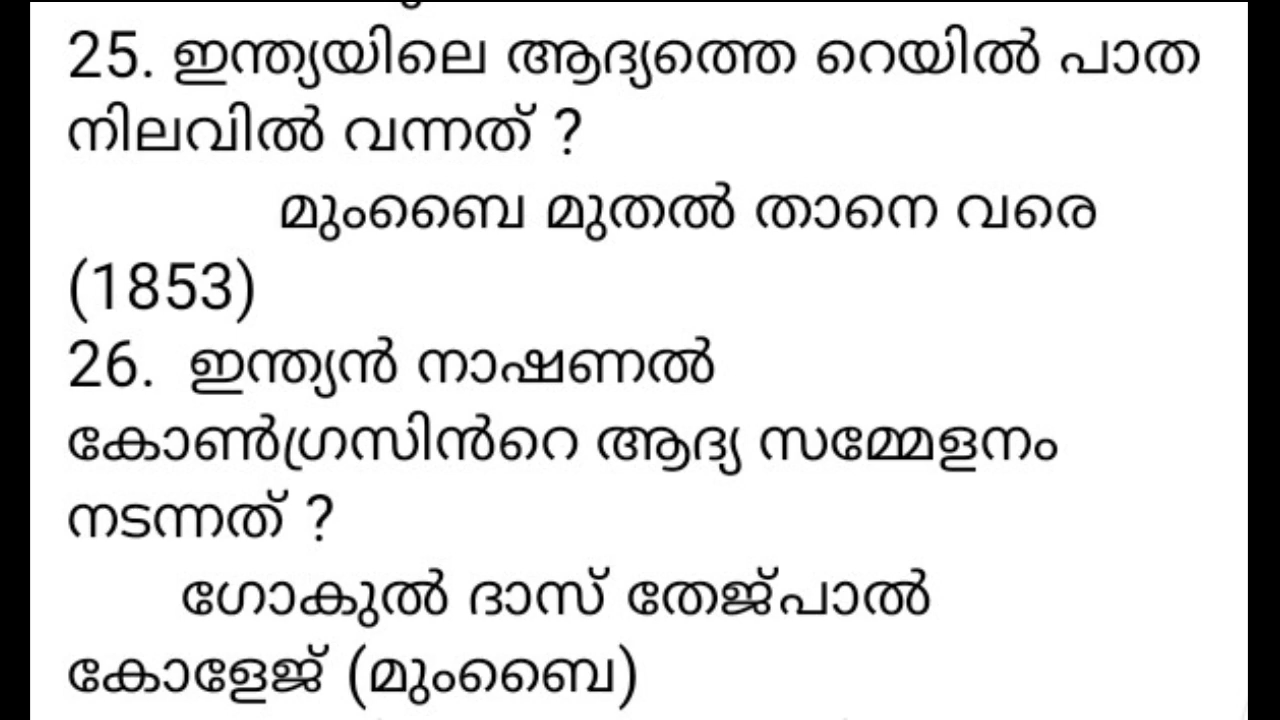 25. ഇന്ത്യയിലെ ആദ്യത്തെ റെയിൽ പാത
നിലവിൽ വന്നത് ?
മുംബൈ മുതൽ താനെ വരെ
(1853)
26. ഇന്ത്യൻ നാഷണൽ
കോൺഗ്രസിൻറെ ആദ്യ സമ്മേളനം
നടന്നത് ?
ഗോകുൽ ദാസ് തേജ്പാൽ
കോളേജ് (മുംബൈ)